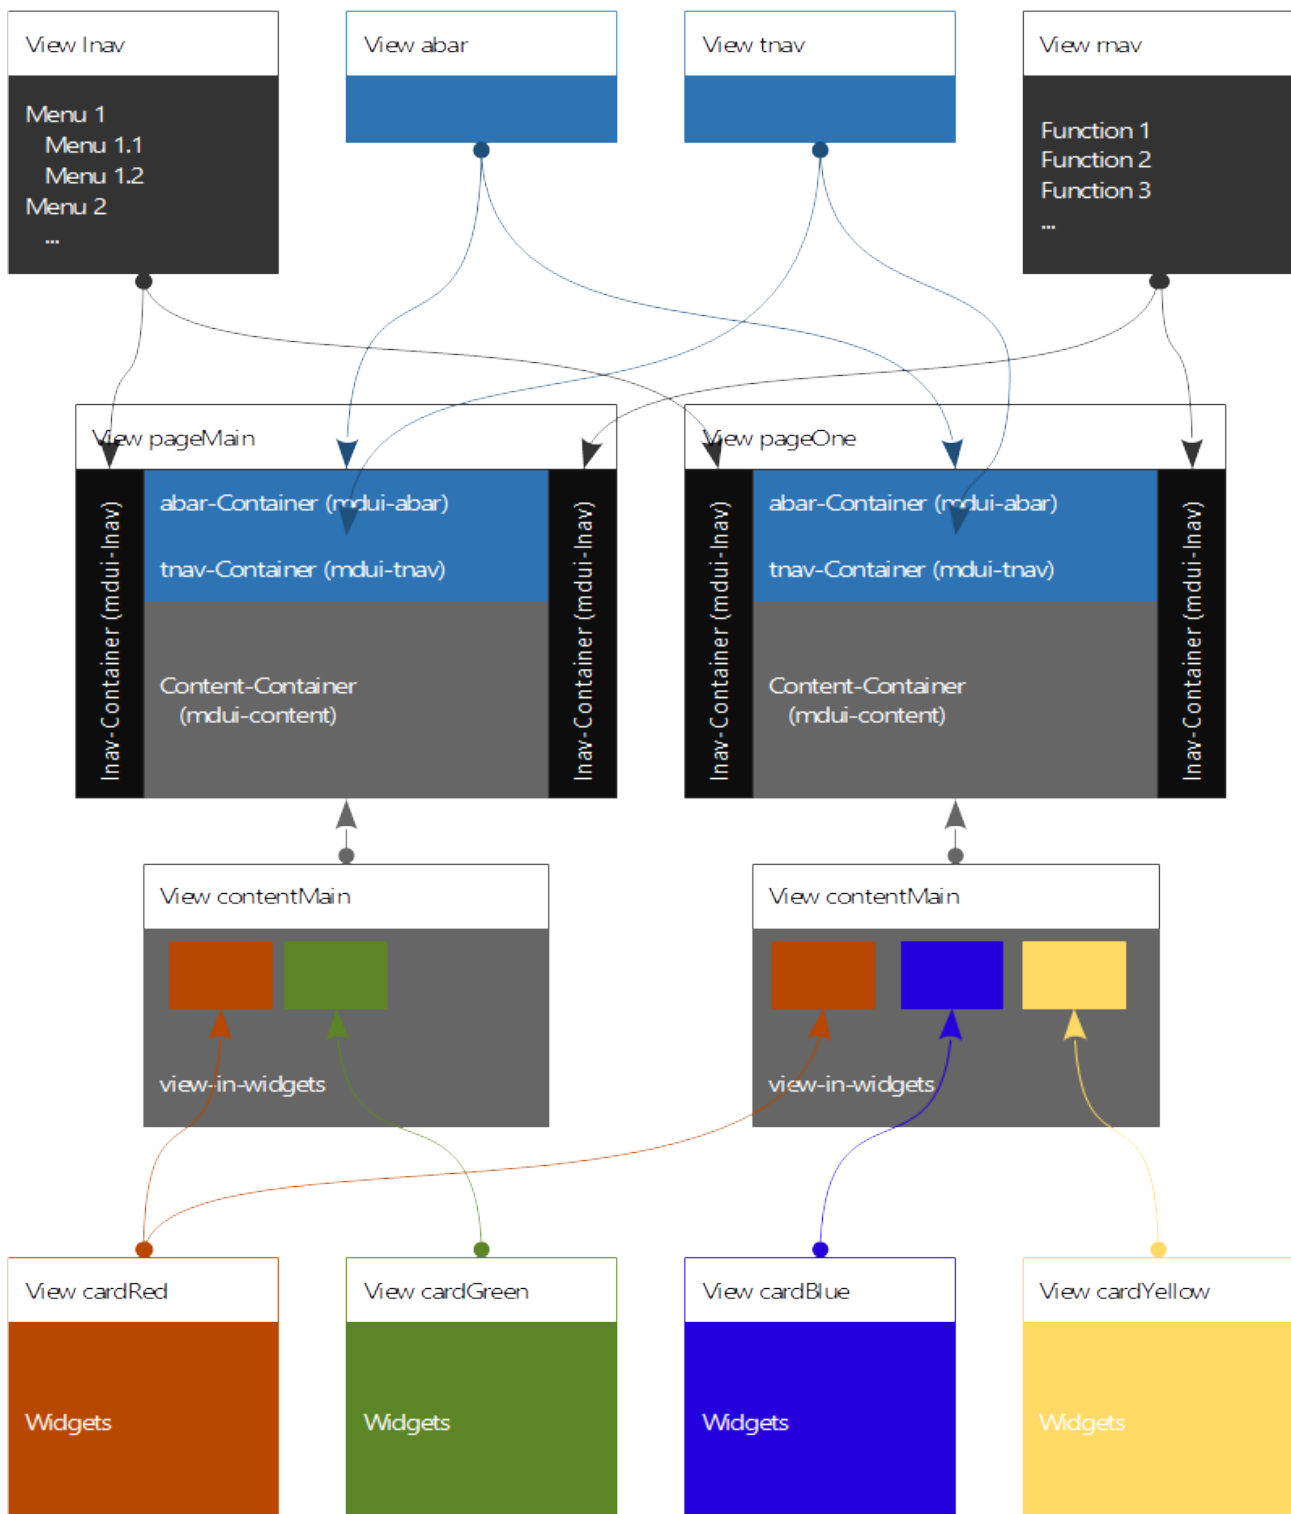 View lnav
View abar
View tnav
View rnav
Menu 1
Menu 1.1
Menu 1.2
Menu 2
...
Function 1
Function 2
Function 3
...
View pageMain
lnav-Container (mdui-lnav)
abar-Container (mdui-abar)
tnav-Container (mdui-tnav)
Content-Container
(mdui-content)
lnav-Container (mdui-lnav)
View pageOne
lnav-Container (mdui-lnav)
abar-Container (mdui-abar)
tnav-Container (mdui-tnav)
Content-Container
(mdui-content)
lnav-Container (mdui-lnav)
View contentMain
view-in-widgets
View contentMain
view-in-widgets
View cardRed
Widgets
View cardGreen
Widgets
View cardBlue
Widgets
View cardYellow
Widgets